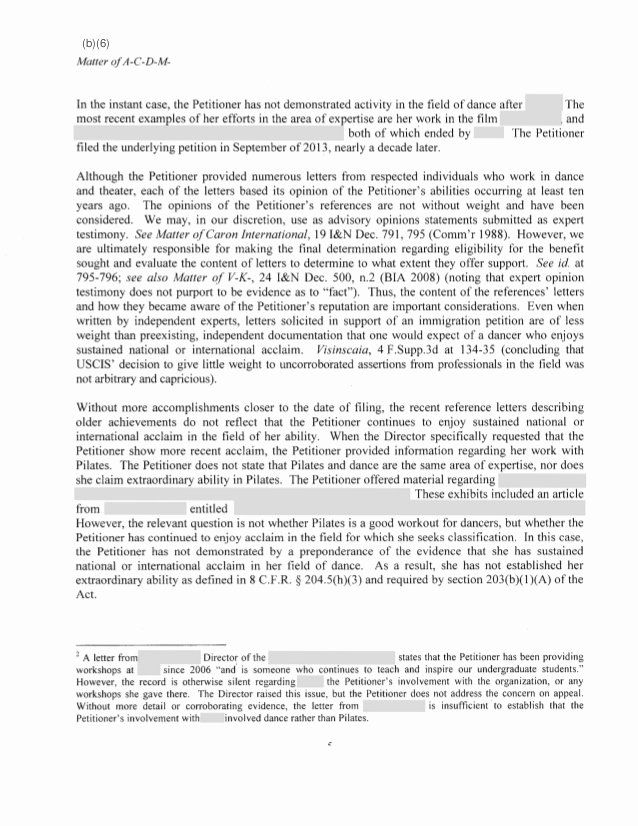 (b)(6)
Matter of A-C-D-M-
In the instant case, the Petitioner has not demonstrated activity in the field of dance after The
most recent examples of her efforts in the area of expertise are her work in the film , and
both of which ended by The Petitioner
filed the underlying petition in September of 2013, nearly a decade later.
Although the Petitioner provided numerous letters from respected individuals who work in dance
and theater, each of the letters based its opinion of the Petitioner's abilities occurring at least ten
years ago. The opinions of the Petitioner's references are not without weight and have been
considered. We may, in our discretion, use as advisory opinions statements submitted as expert
testimony. See Matter of Caron International, 19 I&N Dec. 791, 795 (Comm'r 1988). However, we
are ultimately responsible for making the final determination regarding eligibility for the benefit
sought and evaluate the content of letters to determine to what extent they offer support. See id. at
795-796; see also Matter of V-K-, 24 I&N Dec. 500, n.2 (BIA 2008) (noting that expert opinion
testimony does not purport to be evidence as to "fact"). Thus, the content of the references' letters
and how they became aware of the Petitioner's reputation are important considerations. Even when
written by independent experts, letters solicited in support of an immigration petition are of less
weight than preexisting, independent documentation that one would expect of a dancer who enjoys
sustained national or international acclaim. Visinscaia, 4 F.Supp.3d at 134-35 (concluding that
USCIS' decision to give little weight to uncorroborated assertions from professionals in the field was
not arbitrary and capricious).
Without more accomplishments closer to the date of filing, the recent reference letters describing
older achievements do not reflect that the Petitioner continues to enjoy sustained national or
international acclaim in the field of her ability. When the Director specifically requested that the
Petitioner show more recent acclaim, the Petitioner provided information regarding her work with
Pilates. The Petitioner does not state that Pilates and dance are the same area of expertise, nor does
she claim extraordinary ability in Pilates. The Petitioner offered material regarding
These exhibits included an article
from entitled
However, the relevant question is not whether Pilates is a good workout for dancers, but whether the
Petitioner has continued to enjoy acclaim in the field for which she seeks classification. In this case,
the Petitioner has not demonstrated by a preponderance of the evidence that she has sustained
national or international acclaim in her field of dance. As a result, she has not established her
extraordinary ability as defined in 8 C.F.R. § 204.5(h)(3) and required by section 203(b)(1)(A) of the
Act.
2 A letter from Director of the states that the Petitioner has been providing
workshops at since 2006 "and is someone who continues to teach and inspire our undergraduate students."
However, the record is otherwise silent regarding the Petitioner's involvement with the organization, or any
workshops she gave there. The Director raised this issue, but the Petitioner does not address the concern on appeal.
Without more detail or corroborating evidence, the letter from is insufficient to establish that the
Petitioner's involvement with involved dance rather than Pilates.